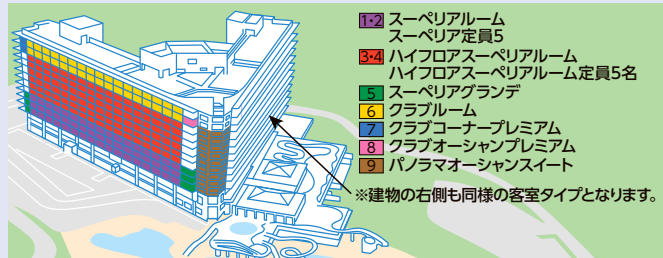 1・2 スーペリアルーム
スーペリア定員5
3・4 ハイフロアスーペリアルーム
ハイフロアスーペリアルーム定員5名
5 スーペリアグランデ
6 クラブルーム
7 クラブコーナープレミアム
8 クラブオーシャンプレミアム
9 パノラマオーシャンスイート
※建物の右側も同様の客室タイプとなります。